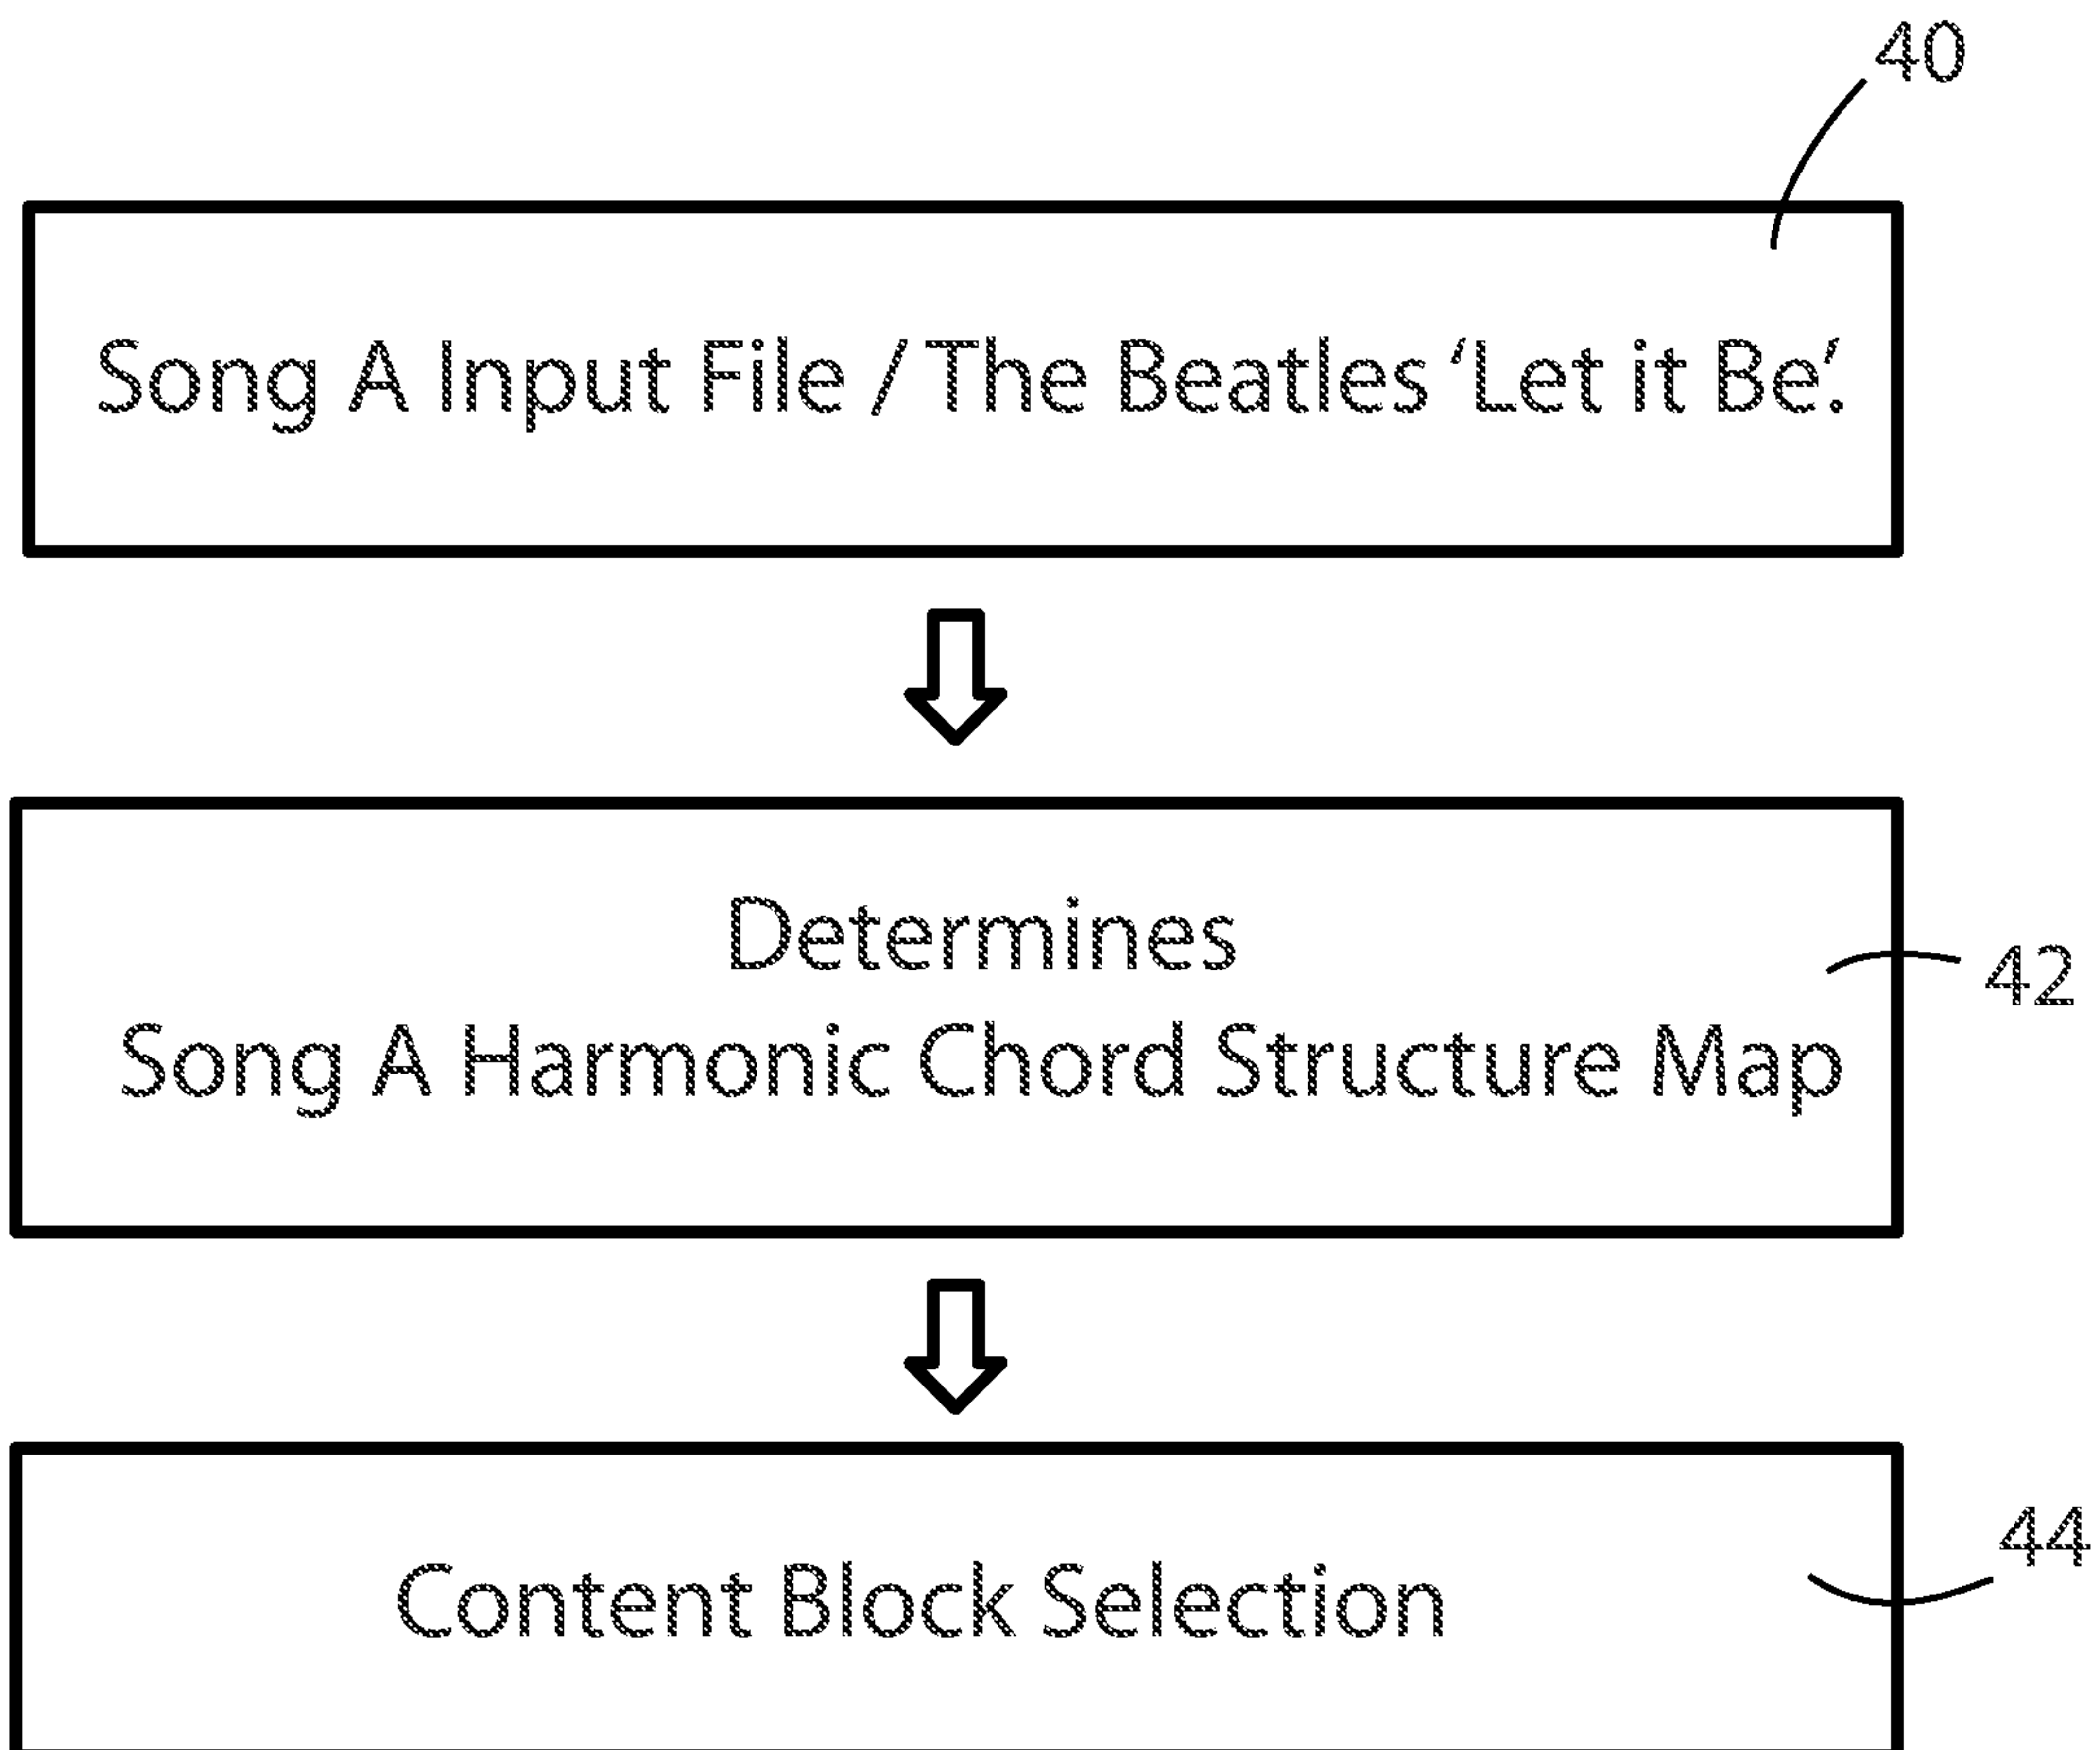 40
Song A Input File / The Beatles ‘Let it Be‘.
Determines
42
Song A Harmonic Chord Structure Map
44
Content Block Selection